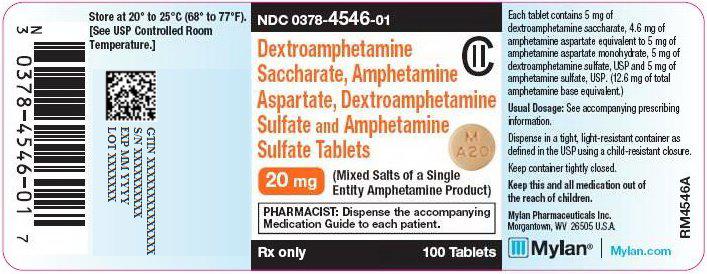 3 0378-4546-01 7
Store at 20° to 25°C (68° to 77°F).
[See USP Controlled Room
Temperature.]
GTIN XXXXXXXXXXXXXX
S/N XXXXXXXXXX
EXP MM YYYY
LOT XXXXXXX
NDC 0378-4546-01
Dextroamphetamine
Saccharate, Amphetamine
Aspartate, Dextroamphetamine
Sulfate and Amphetamine
Sulfate Tablets
CII
M
A20
20 mg
(Mixed Salts of a Single
Entity Amphetamine Product)
PHARMACIST: Dispense the accompanying
Medication Guide to each patient.
Rx only 100 Tablets
Each tablet contains 5 mg of
dextroamphetamine saccharate, 4.6 mg of
amphetamine aspartate equivalent to 5 mg of
amphetamine aspartate monohydrate, 5 mg of
dextroamphetamine sulfate, USP and 5 mg of
amphetamine sulfate, USP. (12.6 mg of total
amphetamine base equivalent.)
Usual Dosage: See accompanying prescribing
information.
Dispense in a tight, light-resistant container as
defined in the USP using a child-resistant closure.
Keep container tightly closed.
Keep this and all medication out of
the reach of children.
Mylan Pharmaceuticals Inc.
Morgantown, WV 26505 U.S.A.
Mylan® Mylan.com
RM4546A
N